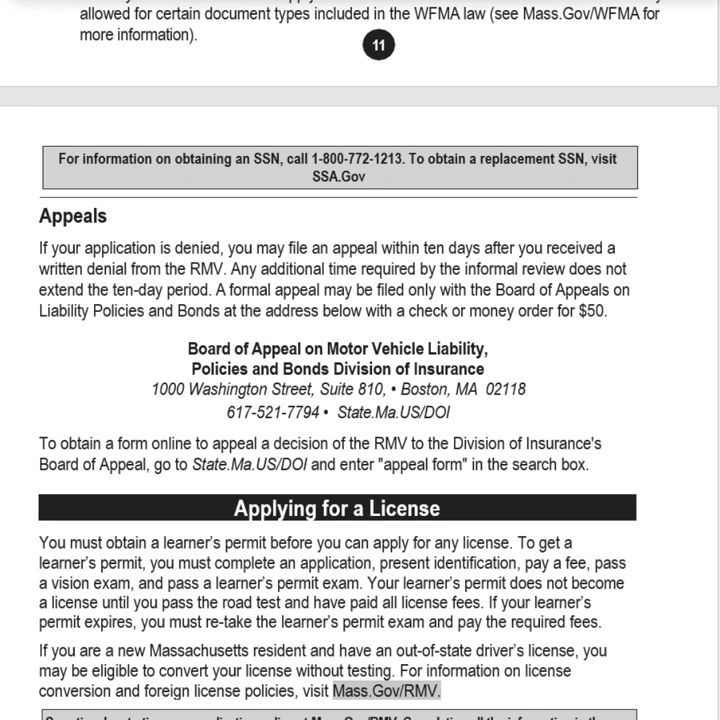 allowed for certain document types included in the WFMA law (see Mass.Gov/WFMA for
more information).
11
For information on obtaining an SSN, call 1-800-772-1213. To obtain a replacement SSN, visit
SSA.Gov
Appeals
If your application is denied, you may file an appeal within ten days after you received a
written denial from the RMV. Any additional time required by the informal review does not
extend the ten-day period. A formal appeal may be filed only with the Board of Appeals on
Liability Policies and Bonds at the address below with a check or money order for $50.
Board of Appeal on Motor Vehicle Liability,
Policies and Bonds Division of Insurance
1000 Washington Street, Suite 810, • Boston, MA 02118
617-521-7794 • State.Ma.US/DOI
To obtain a form online to appeal a decision of the RMV to the Division of Insurance's
Board of Appeal, go to State.Ma.US/DOI and enter "appeal form" in the search box.
Applying for a License
You must obtain a learner's permit before you can apply for any license. To get a
learner's permit, you must complete an application, present identification, pay a fee, pass
a vision exam, and pass a learner's permit exam. Your learner's permit does not become
a license until you pass the road test and have paid all license fees. If your learner's
permit expires, you must re-take the learner's permit exam and pay the required fees.
If you are a new Massachusetts resident and have an out-of-state driver's license, you
may be eligible to convert your license without testing. For information on license
conversion and foreign license policies, visit Mass.Gov/RMV.